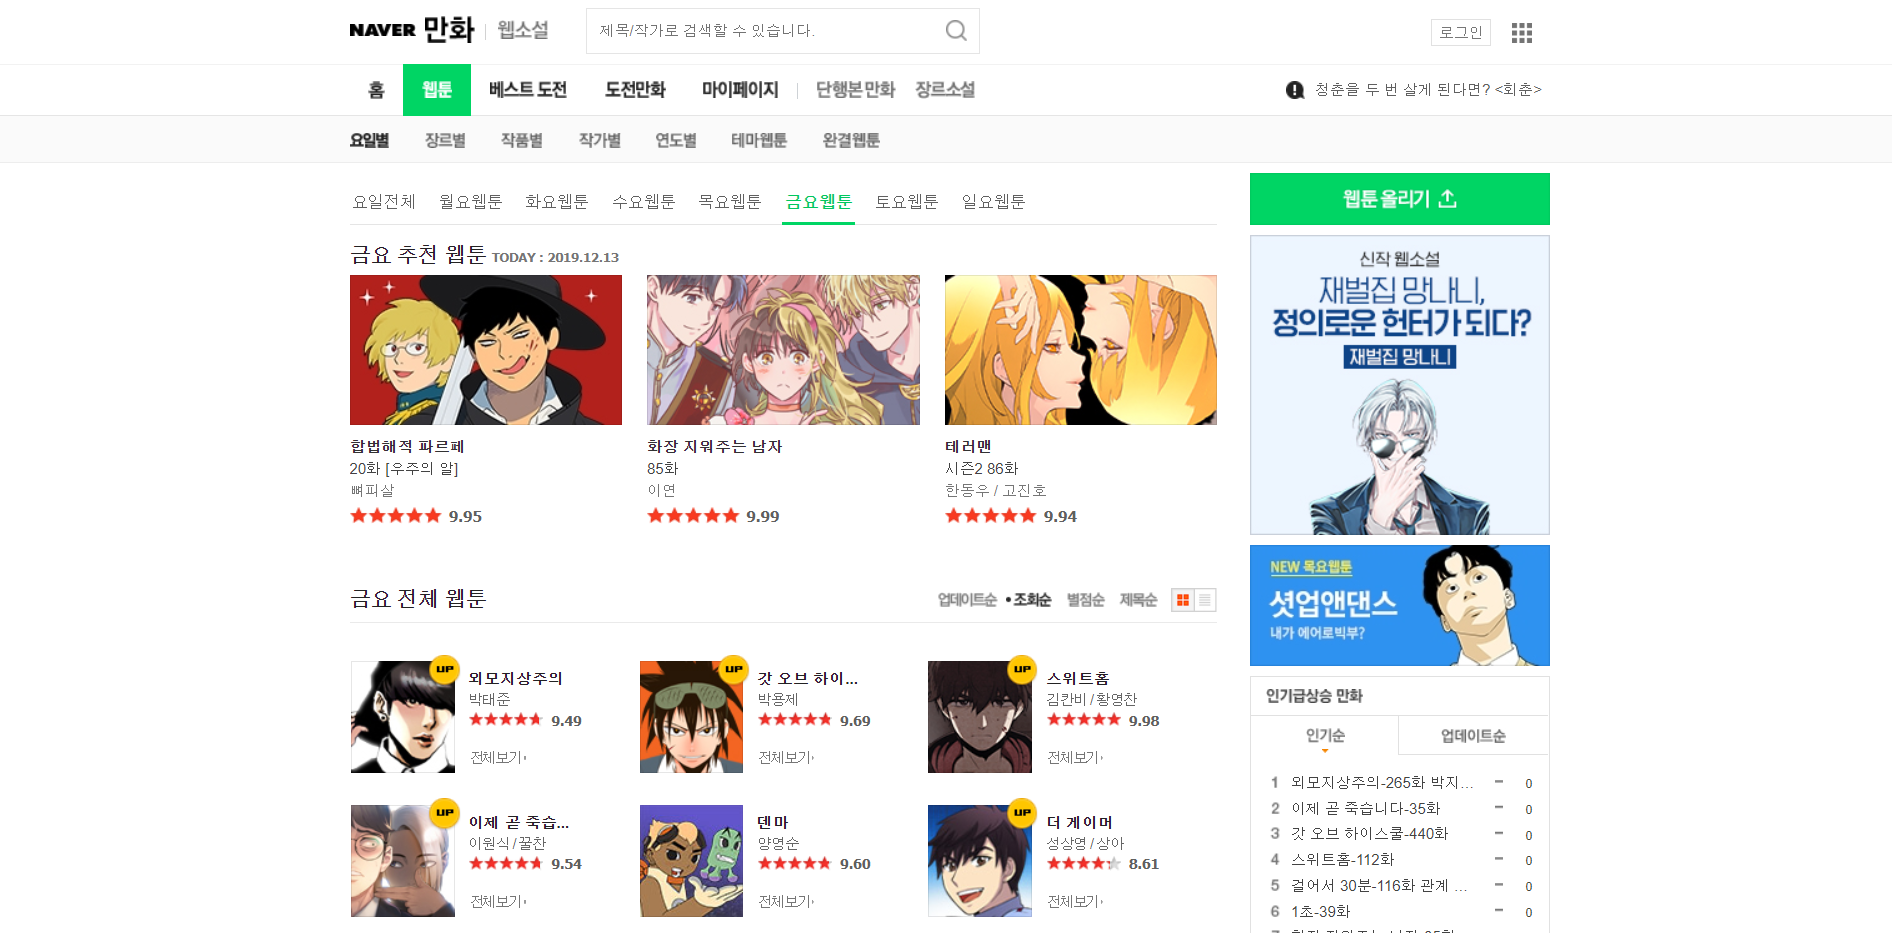 NAVER 만화 웹소설
제목/작가로 검색할 수 있습니다.
로그인
홈 웹툰 베스트 도전 도전만화 마이페이지 단행본 만화 장르소설
청춘을 두 번 살게 된다면? <회춘>
요일별 장르별 작품별 작가별 연도별 테마웹툰 완결웹툰
요일전체 월요웹툰 화요웹툰 수요웹툰 목요웹툰 금요웹툰 토요웹툰 일요웹툰
금요 추천 웹툰 TODAY : 2019.12.13
합법해적 파르페
20화 [우주의 알]
뼈피살
9.95
화장 지워주는 남자
85화
이연
9.99
테러맨
시즌2 86화
한동우 / 고진호
9.94
금요 전체 웹툰
업데이트순 • 조회순 별점순 제목순
UP
외모지상주의
박태준
9.49
전체보기
UP
갓 오브 하이...
박용제
9.69
전체보기
UP
스위트홈
김칸비 / 황영찬
9.98
전체보기
UP
이제 곧 죽습...
이원식 / 꿀찬
9.54
전체보기
덴마
양영순
9.60
전체보기
UP
더 게이머
성상영 / 상아
8.61
전체보기
웹툰 올리기
신작 웹소설
재벌집 망나니,
정의로운 헌터가 되다?
재벌집 망나니
NEW 목요웹툰
셧업앤댄스
내가 에어로빅부?
인기급상승 만화
인기순 업데이트순
1 외모지상주의-265화 박지... 0
2 이제 곧 죽습니다-35화 0
3 갓 오브 하이스쿨-440화 0
4 스위트홈-112화 0
5 걸어서 30분-116화 관계 ... 0
6 1초-39화 0